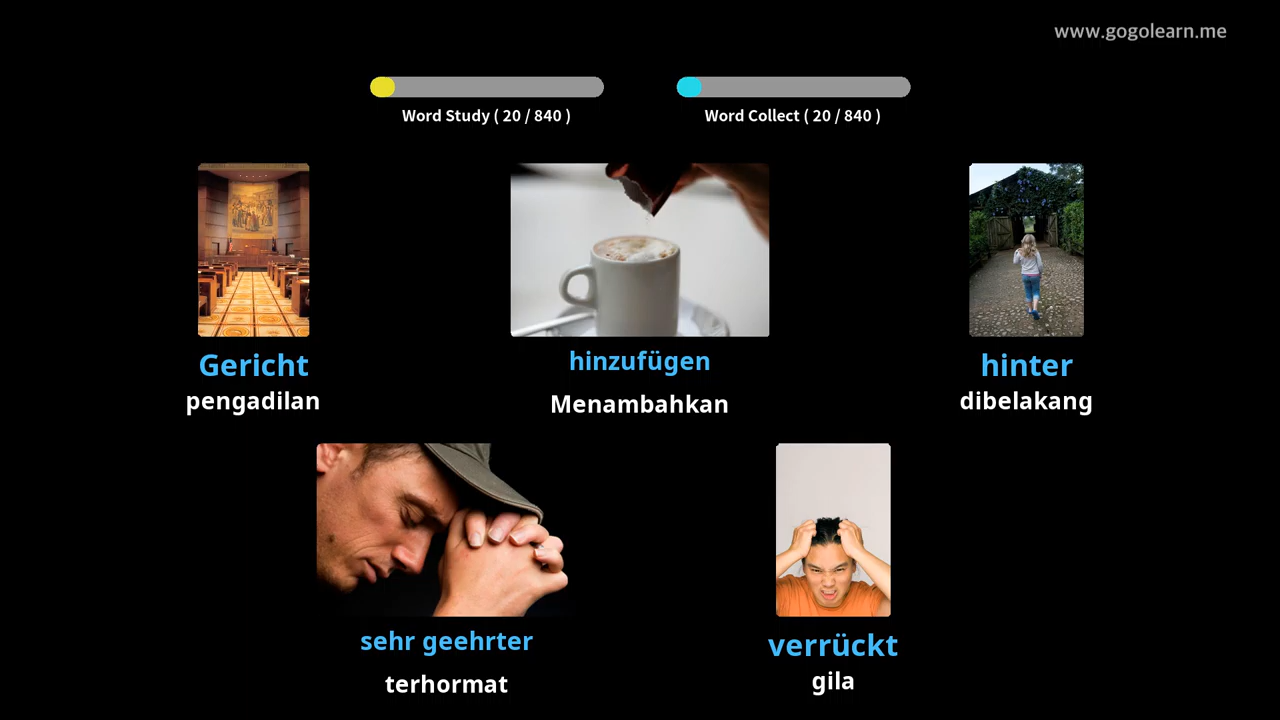 www.gogolearn.me
Word Study ( 20 / 840 )
Word Collect ( 20 / 840 )
Gericht
pengadilan
hinzufügen
Menambahkan
hinter
dibelakang
sehr geehrter
terhormat
verrückt
gila